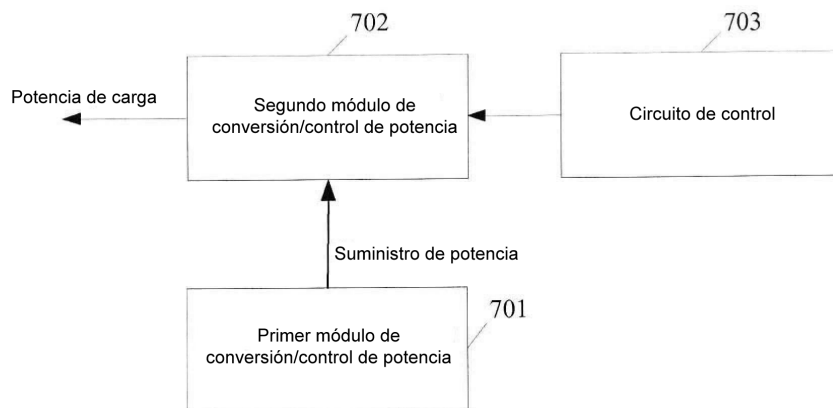 702
703
Potencia de carga
Segundo módulo de
conversión/control de potencia
Circuito de control
Suministro de potencia
701
Primer módulo de
conversión/control de potencia